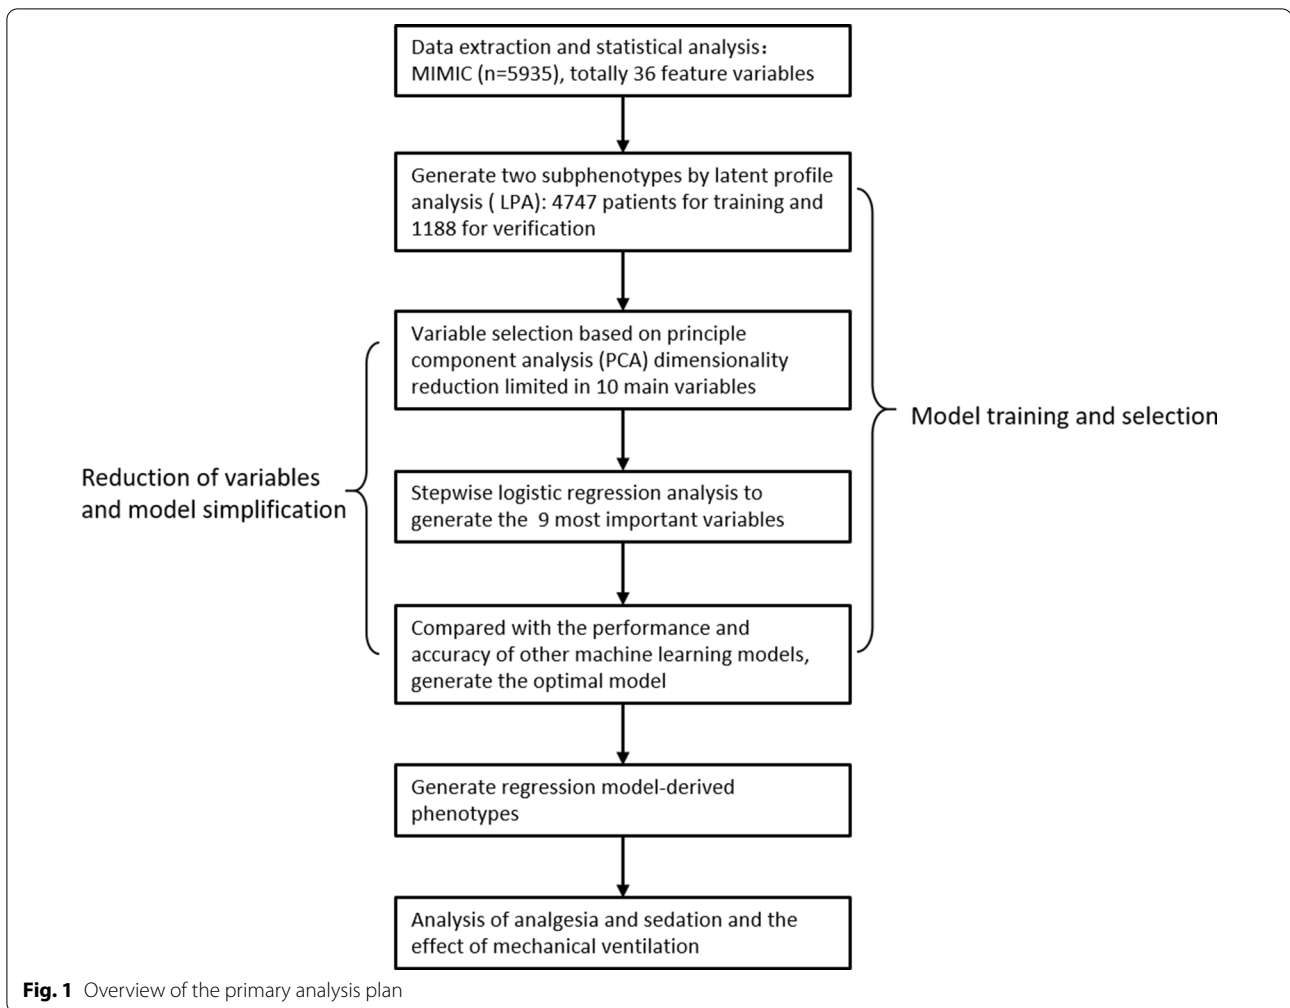 Data extraction and statistical analysis：
MIMIC (n=5935), totally 36 feature variables
Generate two subphenotypes by latent profile
analysis ( LPA): 4747 patients for training and
1188 for verification
Variable selection based on principle
component analysis (PCA) dimensionality
reduction limited in 10 main variables
Model training and selection
Reduction of variables
and model simplification
Stepwise logistic regression analysis to
generate the  9 most important variables
Compared with the performance and
accuracy of other machine learning models,
generate the optimal model
Generate regression model-derived
phenotypes
Analysis of analgesia and sedation and the
effect of mechanical ventilation
Fig. 1 Overview of the primary analysis plan